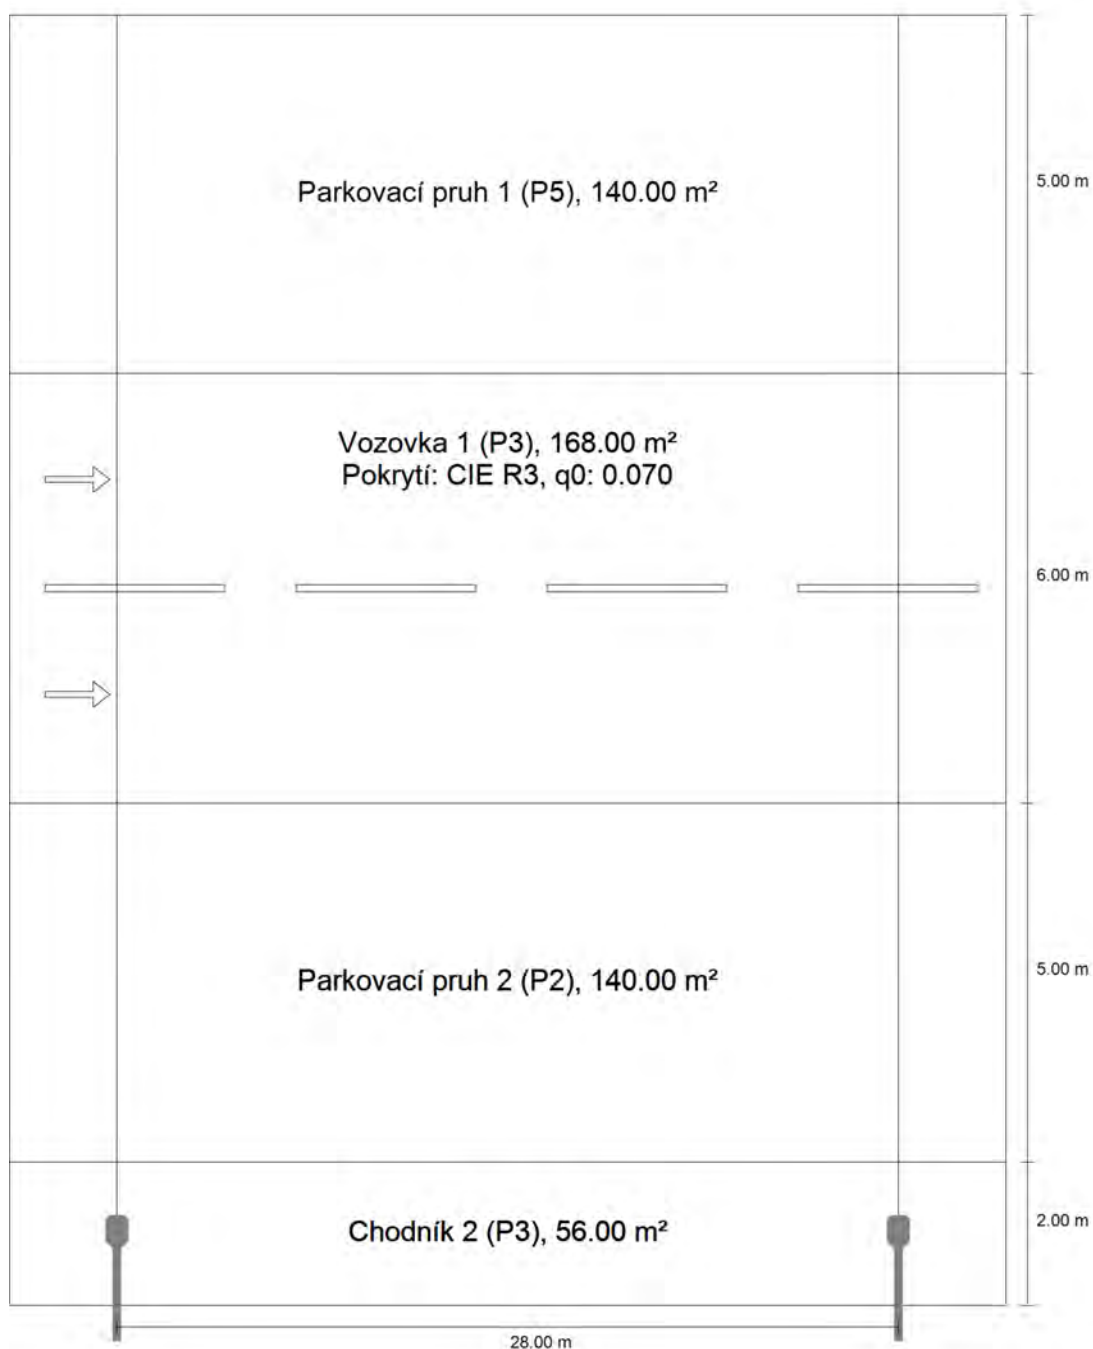 Parkovací pruh 1 (P5), 140.00 m²
5.00 m
Vozovka 1 (P3), 168.00 m²
Pokrytí: CIE R3, q0: 0.070
6.00 m
Parkovací pruh 2 (P2), 140.00 m²
5.00 m
Chodník 2 (P3), 56.00 m²
2.00 m
28.00 m